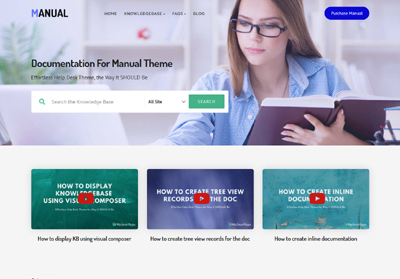 MANUAL
HOME KNOWLEDGEBASE FAQS BLOG
Purchase Manual
Documentation For Manual Theme
Effortless Help Desk Theme, the Way It SHOULD Be
Search the Knowledge Base All Site SEARCH
HOW TO DISPLAY
KNOWLEDGEBASE
USING VISUAL COMPOSER
HOW TO CREATE TREE VIEW
RECORDS FOR THE DOC
HOW TO CREATE INLINE
DOCUMENTATION
How to display KB using visual composer
How to create tree view records for the doc
How to create inline documentation